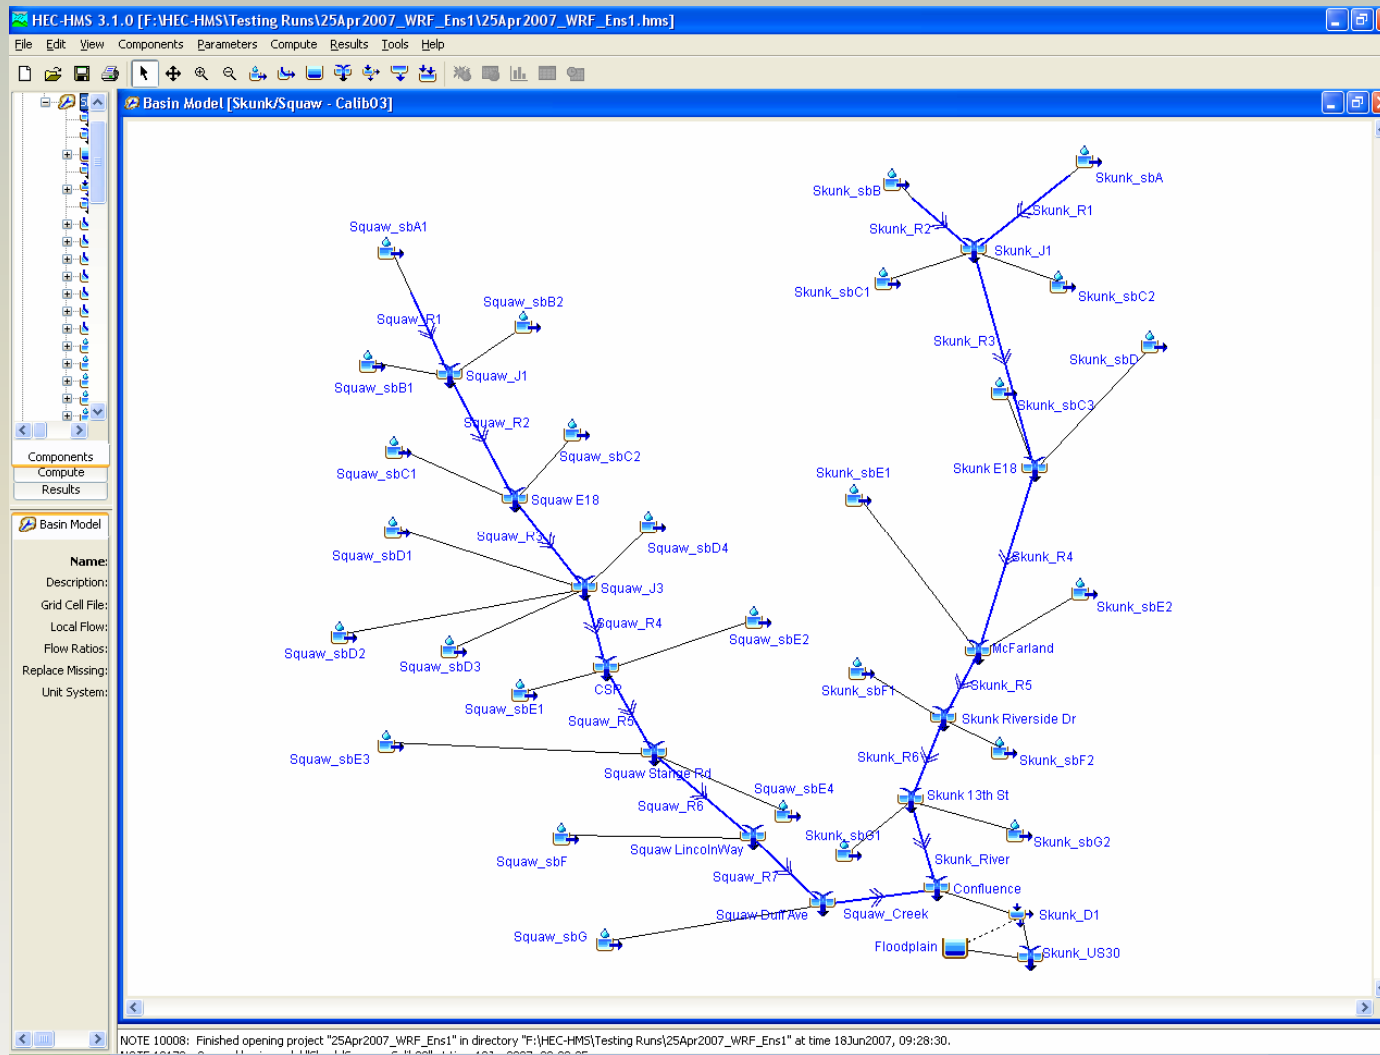 HEC-HMS 3.1.0 [F:\HEC-HMS\Testing Runs\25Apr2007_WRF_Ens1\25Apr2007_WRF_Ens1.hms]
File Edit View Components Parameters Compute Results Tools Help
Basin Model [Skunk/Squaw - Calib03]
Skunk_sbA
Skunk_sbB
Skunk_R1
Skunk_R2
Squaw_sbA1
Skunk_J1
Skunk_sbC1
Skunk_sbC2
Squaw_sbB2
Squaw_R1
Skunk_R3
Skunk_sbD
Squaw_J1
Squaw_sbB1
Skunk_sbC3
Squaw_R2
Squaw_sbC2
Squaw_sbC1
Skunk E18
Skunk_sbE1
Squaw E18
Squaw_R3
Squaw_sbD4
Squaw_sbD1
Skunk_R4
Squaw_J3
Skunk_sbE2
Squaw_R4
Squaw_sbE2
McFarland
Squaw_sbD2
Squaw_sbD3
Skunk_R5
CSP
Skunk_sbF1
Squaw_sbE1
Squaw_R5
Skunk Riverside Dr
Squaw_sbE3
Skunk_R6
Skunk_sbF2
Squaw Stange Rd
Squaw_sbE4
Skunk 13th St
Squaw_R6
Skunk_sbG1
Skunk_sbG2
Squaw LincolnWay
Squaw_sbF
Skunk_River
Squaw_R7
Confluence
Squaw Duff Ave
Squaw_Creek
Skunk_D1
Squaw_sbG
Floodplain
Skunk_US30
Components
Compute
Results
Basin Model
Name:
Description:
Grid Cell File:
Local Flow:
Flow Ratios:
Replace Missing:
Unit System:
NOTE 10008: Finished opening project "25Apr2007_WRF_Ens1" in directory "F:\HEC-HMS\Testing Runs\25Apr2007_WRF_Ens1" at time 18Jun2007, 09:28:30.